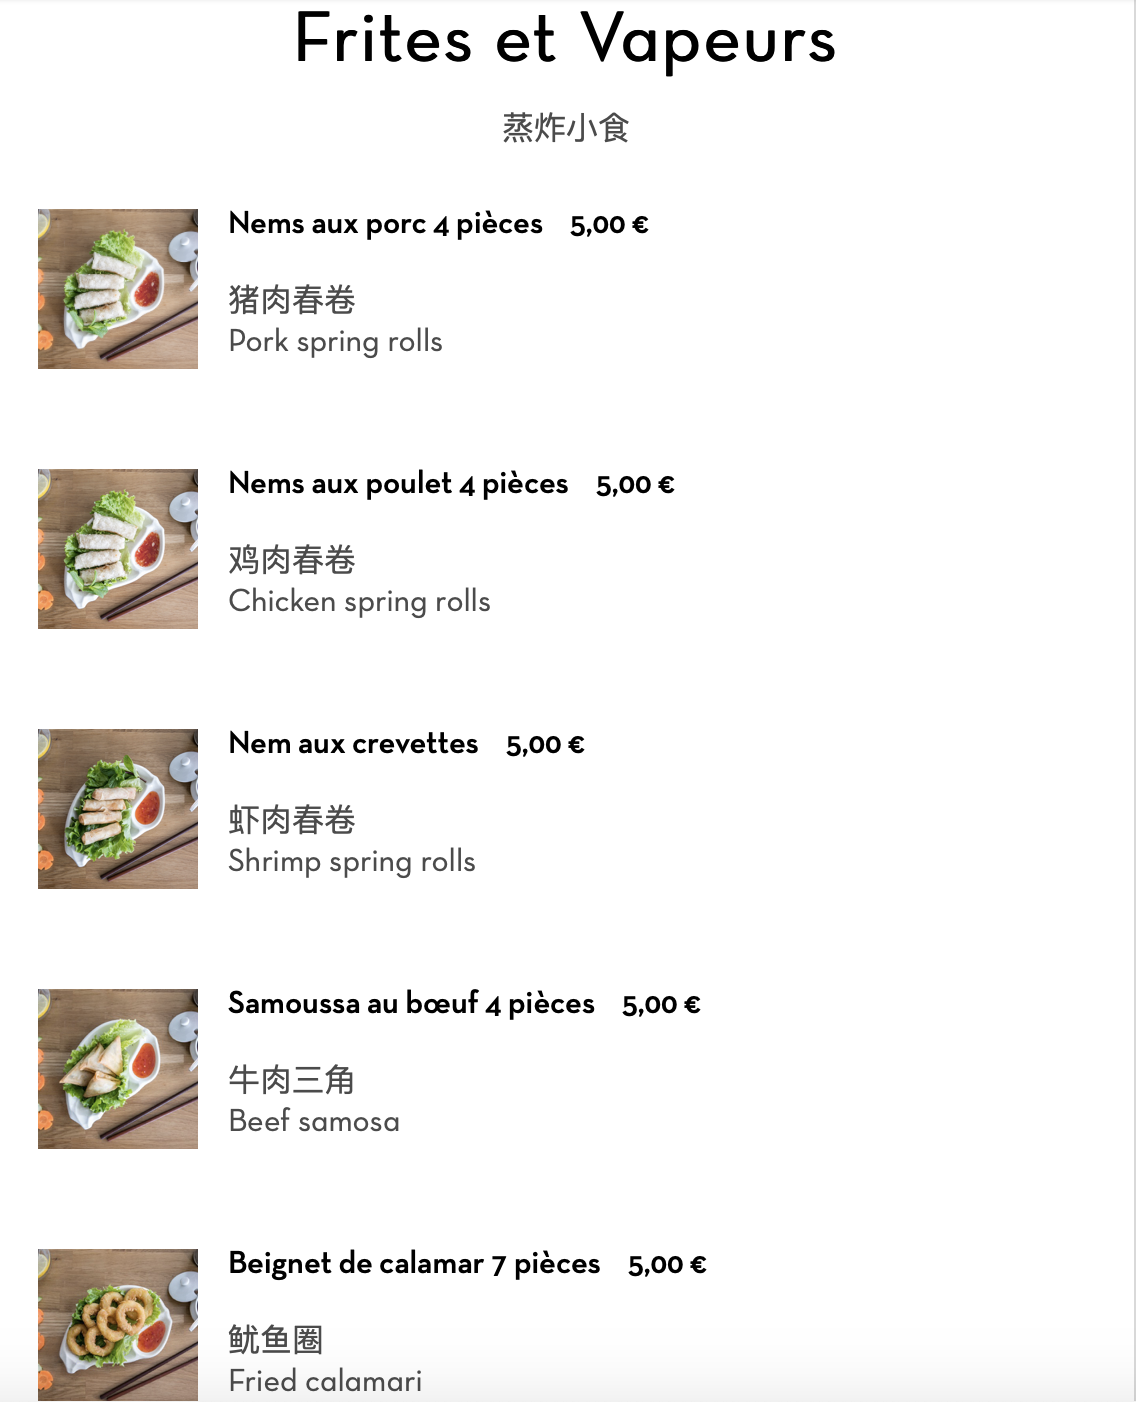 Frites et Vapeurs
蒸炸小食
Nems aux porc 4 pièces 5,00 €
猪肉春卷
Pork spring rolls
Nems aux poulet 4 pièces 5,00 €
鸡肉春卷
Chicken spring rolls
Nem aux crevettes 5,00 €
虾肉春卷
Shrimp spring rolls
Samoussa au bœuf 4 pièces 5,00 €
牛肉三角
Beef samosa
Beignet de calamar 7 pièces 5,00 €
鱿鱼圈
Fried calamari